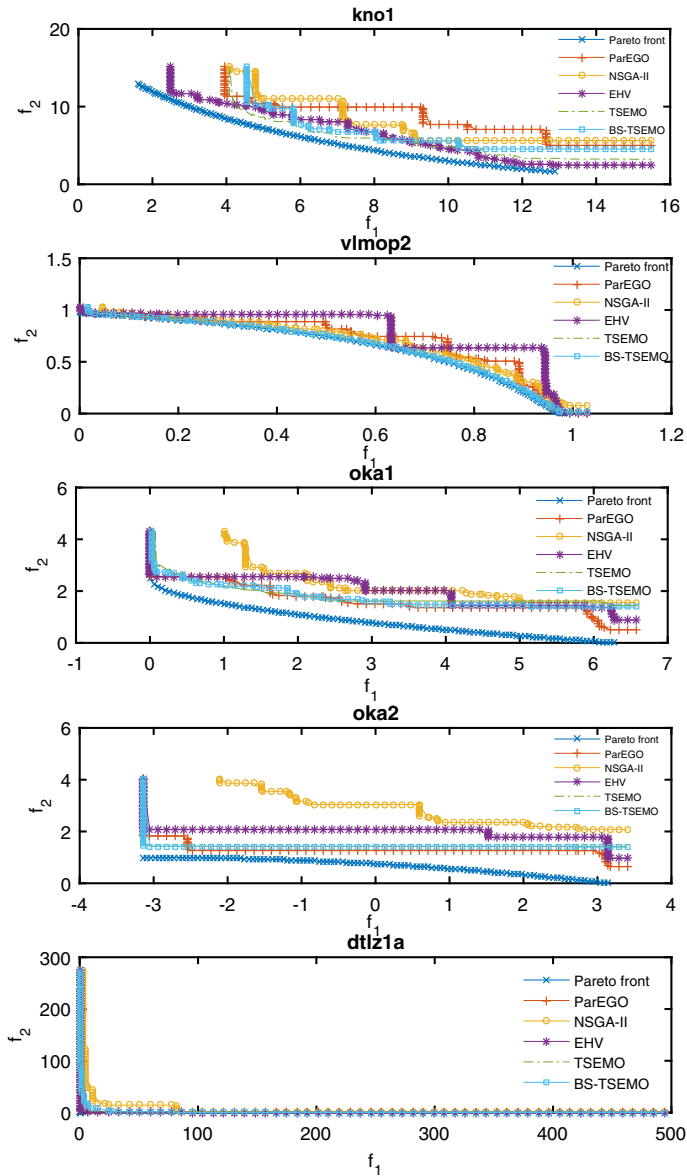 kno1
20
10
0
f2
2 4 6 8 10 12 14 16
f1
Pareto front
ParEGO
NSGA-II
EHV
TSEMO
BS-TSEMO
vlmop2
1.5
1
0.5
0
f2
0 0.2 0.4 0.6 0.8 1 1.2
f1
Pareto front
ParEGO
NSGA-II
EHV
TSEMO
BS-TSEMO
oka1
6
4
2
0
f2
-1 0 1 2 3 4 5 6 7
f1
Pareto front
ParEGO
NSGA-II
EHV
TSEMO
BS-TSEMO
oka2
6
4
2
0
f2
-4 -3 -2 -1 0 1 2 3 4
f1
Pareto front
ParEGO
NSGA-II
EHV
TSEMO
BS-TSEMO
dtlz1a
300
200
100
0
f2
0 100 200 300 400 500
f1
Pareto front
ParEGO
NSGA-II
EHV
TSEMO
BS-TSEMO